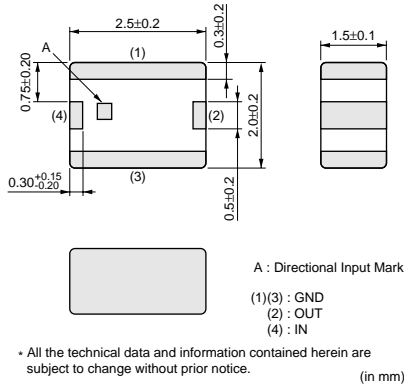 2.5±0.2
1.5±0.1
A
(1)
0.3±0.2
0.75±0.20
(4)
(2)
2.0±0.2
0.30+0.15-0.20
(3)
0.5±0.2
A : Directional Input Mark
(1)(3) : GND
(2) : OUT
(4) : IN
* All the technical data and information contained herein are
subject to change without prior notice.
(in mm)